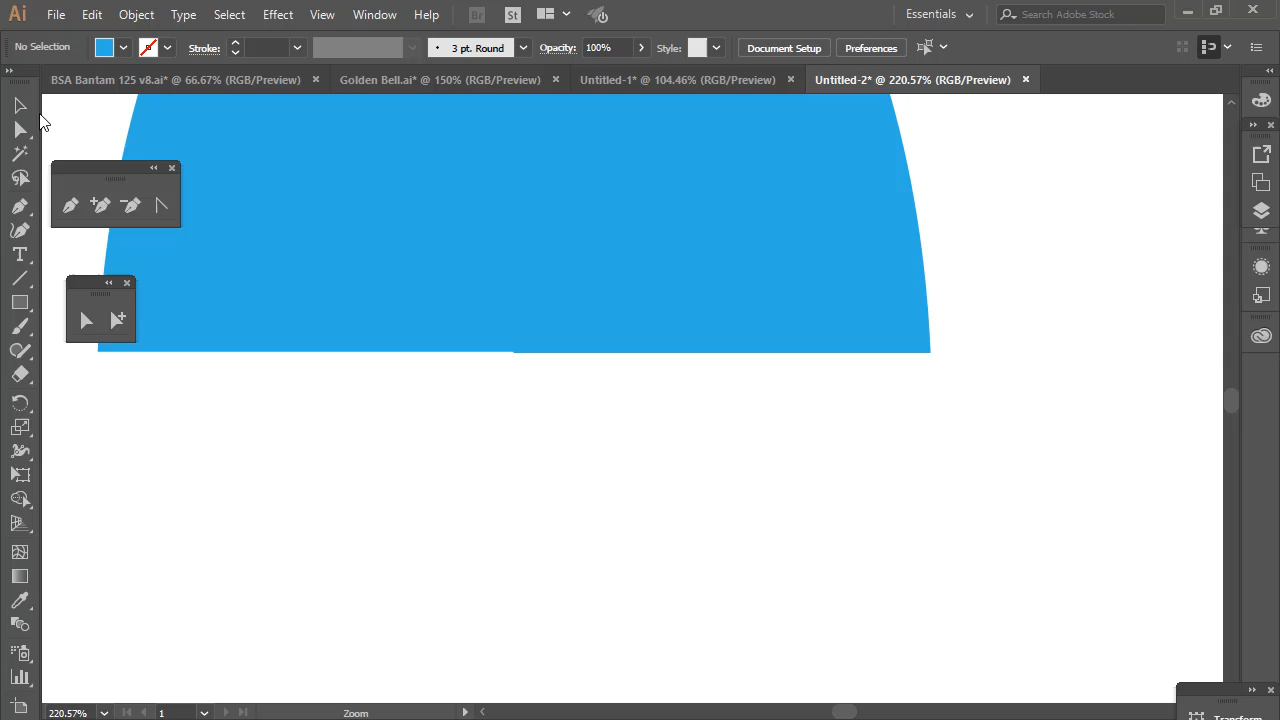 Ai File Edit Object Type Select Effect View Window Help Br St Essentials Search Adobe Stock
No Selection Stroke: 3 pt. Round Opacity: 100% Style: Document Setup Preferences
BSA Bantam 125 v8.ai* @ 66.67% (RGB/Preview) Golden Bell.ai* @ 150% (RGB/Preview) Untitled-1* @ 104.46% (RGB/Preview) Untitled-2* @ 220.57% (RGB/Preview)
220.57% 1 Zoom
Transform